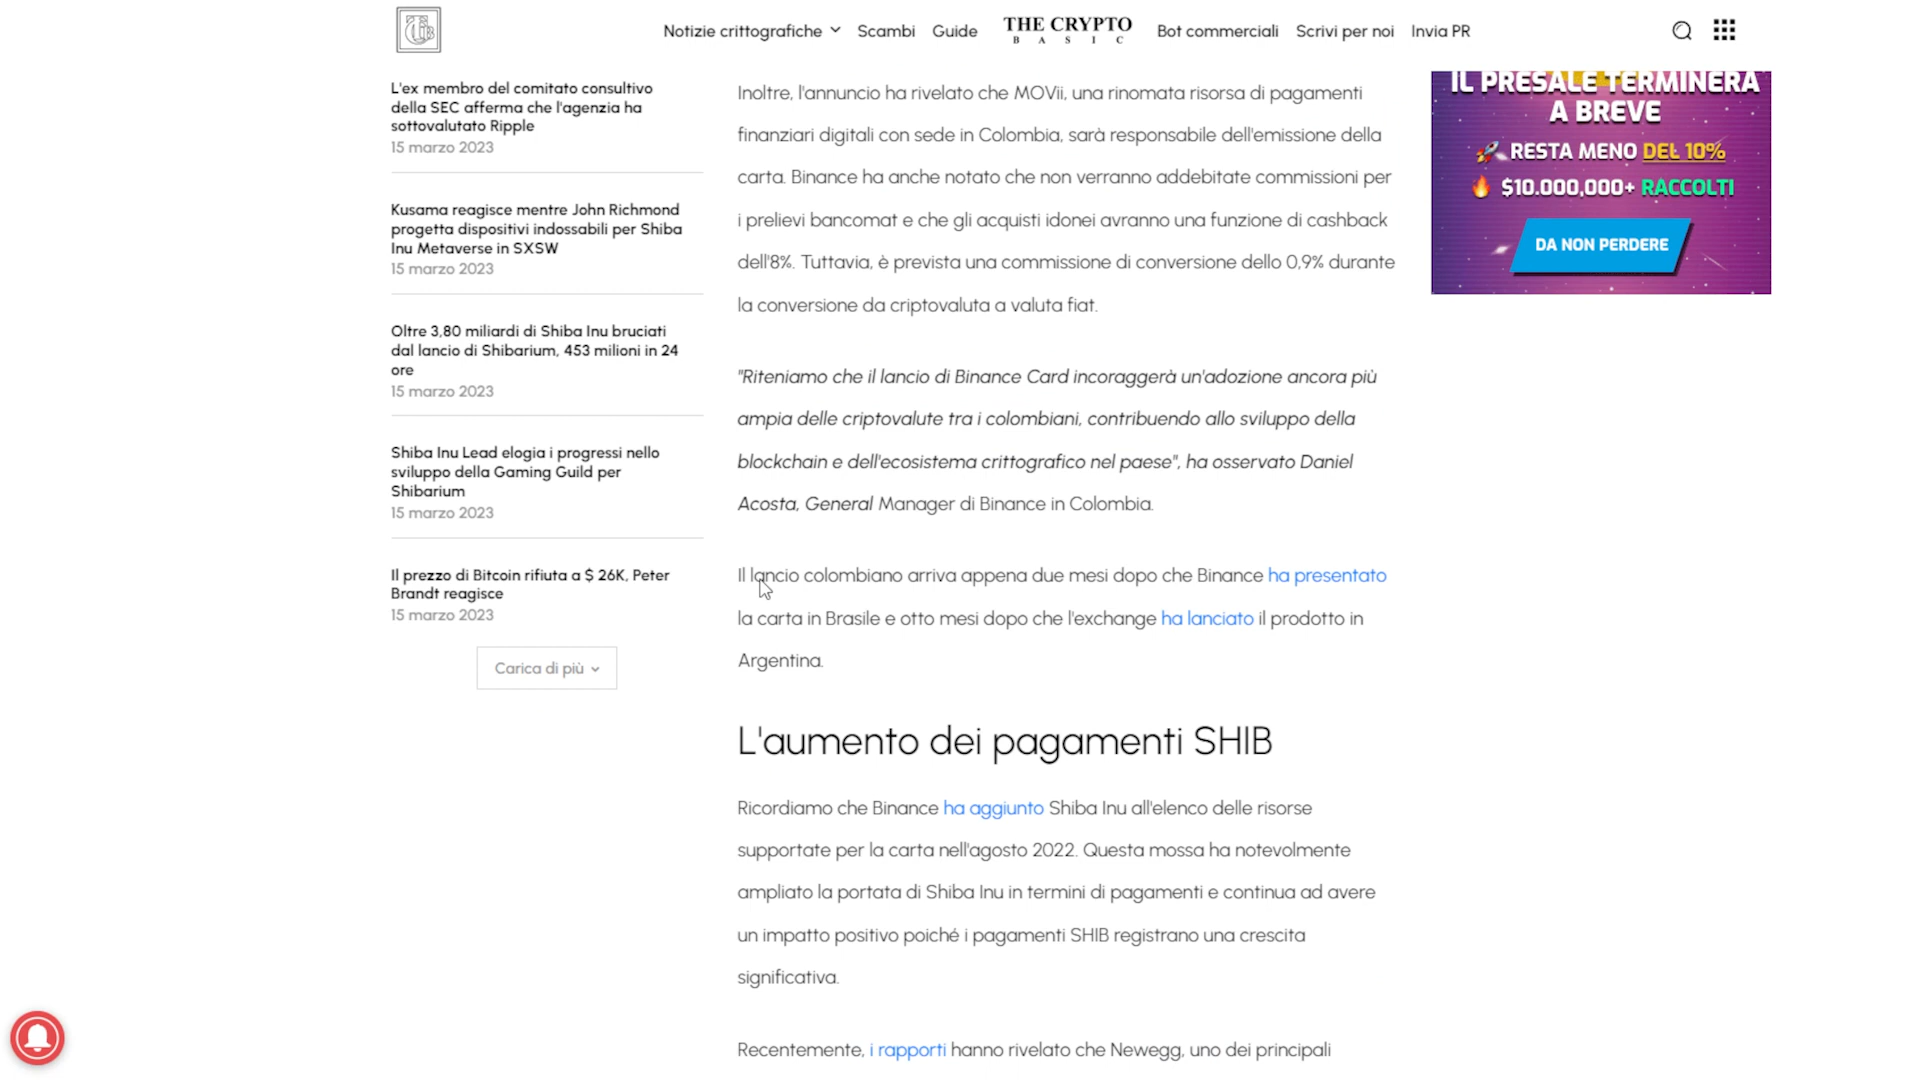 Notizie crittografiche
Scambi
Guide
THE CRYPTO
BASIC
Bot commerciali
Scrivi per noi
Invia PR
L'ex membro del comitato consultivo
della SEC afferma che l'agenzia ha
sottovalutato Ripple
15 marzo 2023
Kusama reagisce mentre John Richmond
progetta dispositivi indossabili per Shiba
Inu Metaverse in SXSW
15 marzo 2023
Oltre 3,80 miliardi di Shiba Inu bruciati
dal lancio di Shibarium, 453 milioni in 24
ore
15 marzo 2023
Shiba Inu Lead elogia i progressi nello
sviluppo della Gaming Guild per
Shibarium
15 marzo 2023
Il prezzo di Bitcoin rifiuta a $ 26K, Peter
Brandt reagisce
15 marzo 2023
Carica di più
Inoltre, l'annuncio ha rivelato che MOVii, una rinomata risorsa di pagamenti
finanziari digitali con sede in Colombia, sarà responsabile dell'emissione della
carta. Binance ha anche notato che non verranno addebitate commissioni per
i prelievi bancomat e che gli acquisti idonei avranno una funzione di cashback
dell'8%. Tuttavia, è prevista una commissione di conversione dello 0,9% durante
la conversione da criptovaluta a valuta fiat.
"Riteniamo che il lancio di Binance Card incoraggerà un'adozione ancora più
ampia delle criptovalute tra i colombiani, contribuendo allo sviluppo della
blockchain e dell'ecosistema crittografico nel paese", ha osservato Daniel
Acosta, General Manager di Binance in Colombia.
Il lancio colombiano arriva appena due mesi dopo che Binance ha presentato
la carta in Brasile e otto mesi dopo che l'exchange ha lanciato il prodotto in
Argentina.
L'aumento dei pagamenti SHIB
Ricordiamo che Binance ha aggiunto Shiba Inu all'elenco delle risorse
supportate per la carta nell'agosto 2022. Questa mossa ha notevolmente
ampliato la portata di Shiba Inu in termini di pagamenti e continua ad avere
un impatto positivo poiché i pagamenti SHIB registrano una crescita
significativa.
Recentemente, i rapporti hanno rivelato che Newegg, uno dei principali
IL PRESALE TERMINERÀ
A BREVE
RESTA MENO DEL 10%
$10.000,000+ RACCOLTI
DA NON PERDERE